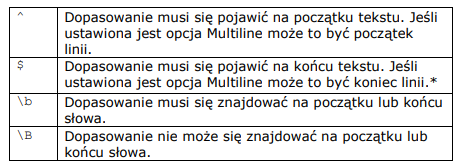 ^ Dopasowanie musi się pojawić na początku tekstu. Jeśli
ustawiona jest opcja Multiline może to być początek
linii.
$ Dopasowanie musi się pojawić na końcu tekstu. Jeśli
ustawiona jest opcja Multiline może to być koniec linii.*
\b Dopasowanie musi się znajdować na początku lub końcu
słowa.
\B Dopasowanie nie może się znajdować na początku lub
końcu słowa.